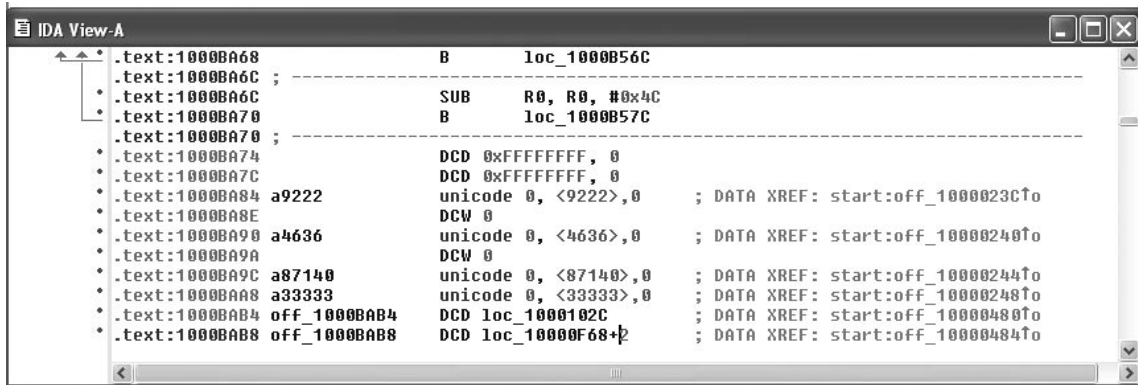 IDA View-A
.text:1000BA68 B loc_1000B56C
.text:1000BA6C ; ---------------------------------------------------------------------------
.text:1000BA6C SUB R0, R0, #0x4C
.text:1000BA70 B loc_1000B57C
.text:1000BA70 ; ---------------------------------------------------------------------------
.text:1000BA74 DCD 0xFFFFFFFF, 0
.text:1000BA7C DCD 0xFFFFFFFF, 0
.text:1000BA84 a9222 unicode 0, <9222>,0 ; DATA XREF: start:off_1000023C↑o
.text:1000BA8E DCW 0
.text:1000BA90 a4636 unicode 0, <4636>,0 ; DATA XREF: start:off_10000240↑o
.text:1000BA9A DCW 0
.text:1000BA9C a87140 unicode 0, <87140>,0 ; DATA XREF: start:off_10000244↑o
.text:1000BAA8 a33333 unicode 0, <33333>,0 ; DATA XREF: start:off_10000248↑o
.text:1000BAB4 off_1000BAB4 DCD loc_1000102C ; DATA XREF: start:off_10000480↑o
.text:1000BAB8 off_1000BAB8 DCD loc_10000F68+2 ; DATA XREF: start:off_10000484↑o